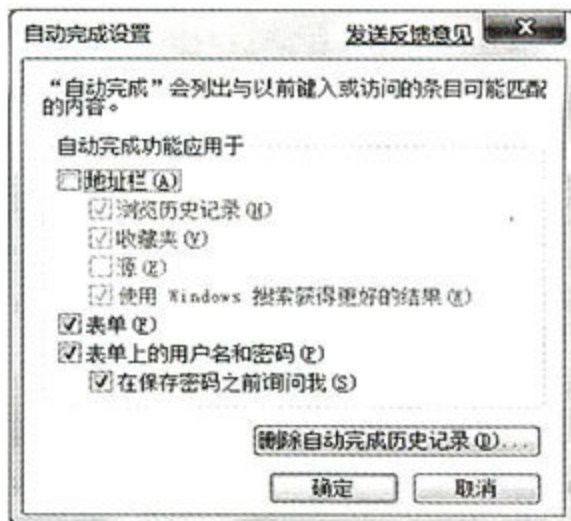 自动完成设置
发送反馈意见
“自动完成”会列出与以前键入或访问的条目可能匹配
的内容。
自动完成功能应用于
地址栏(A)
浏览历史记录(H)
收藏夹(V)
源(E)
使用 Windows 搜索获得更好的结果(X)
表单(F)
表单上的用户名和密码(P)
在保存密码之前询问我(S)
删除自动完成历史记录(D)...
确定
取消